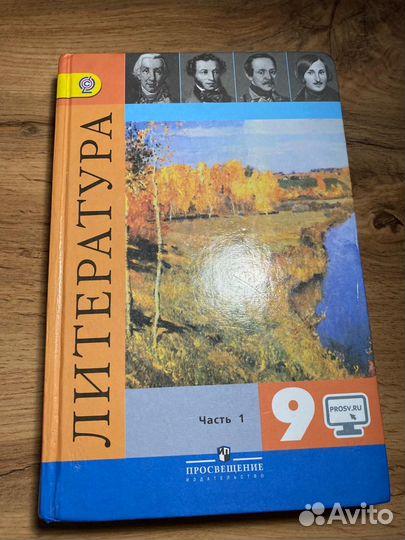 ЛИТЕРАТУРА
Часть 1
9
PROSV.RU
ПРОСВЕЩЕНИЕ
ИЗДАТЕЛЬСТВО
Avito